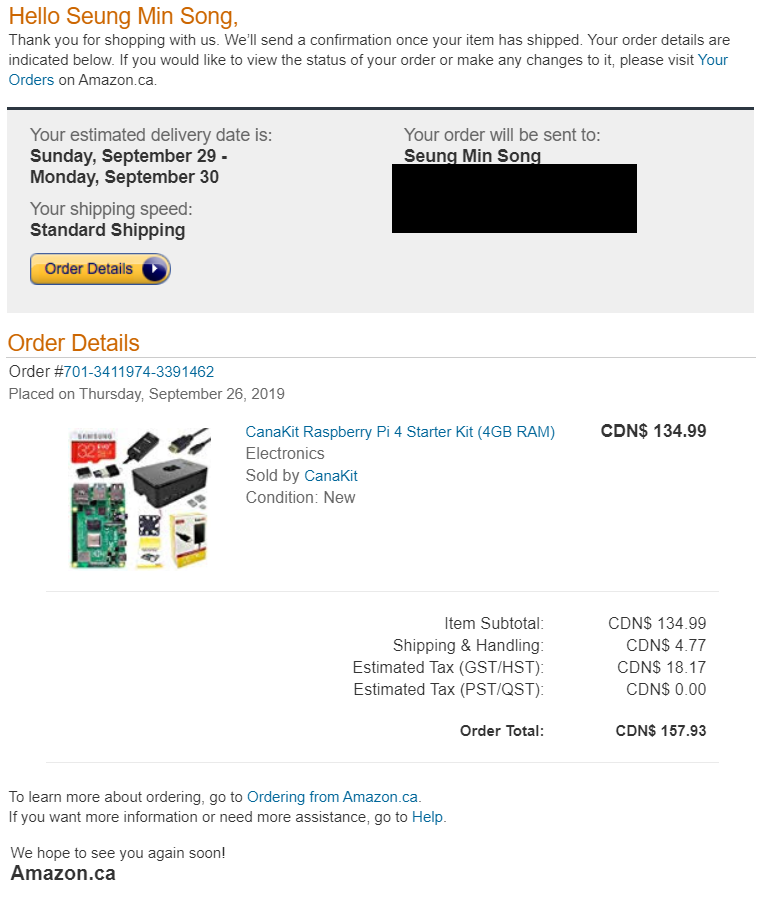 Hello Seung Min Song,
Thank you for shopping with us. We’ll send a confirmation once your item has shipped. Your order details are
indicated below. If you would like to view the status of your order or make any changes to it, please visit Your
Orders on Amazon.ca.
Your estimated delivery date is:
Sunday, September 29 -
Monday, September 30
Your shipping speed:
Standard Shipping
Order Details
Your order will be sent to:
Seung Min Song
Order Details
Order #701-3411974-3391462
Placed on Thursday, September 26, 2019
SAMSUNG
32
CanaKit Raspberry Pi 4 Starter Kit (4GB RAM) CDN$ 134.99
Electronics
Sold by CanaKit
Condition: New
Item Subtotal: CDN$ 134.99
Shipping & Handling: CDN$ 4.77
Estimated Tax (GST/HST): CDN$ 18.17
Estimated Tax (PST/QST): CDN$ 0.00
Order Total: CDN$ 157.93
To learn more about ordering, go to Ordering from Amazon.ca.
If you want more information or need more assistance, go to Help.
We hope to see you again soon!
Amazon.ca